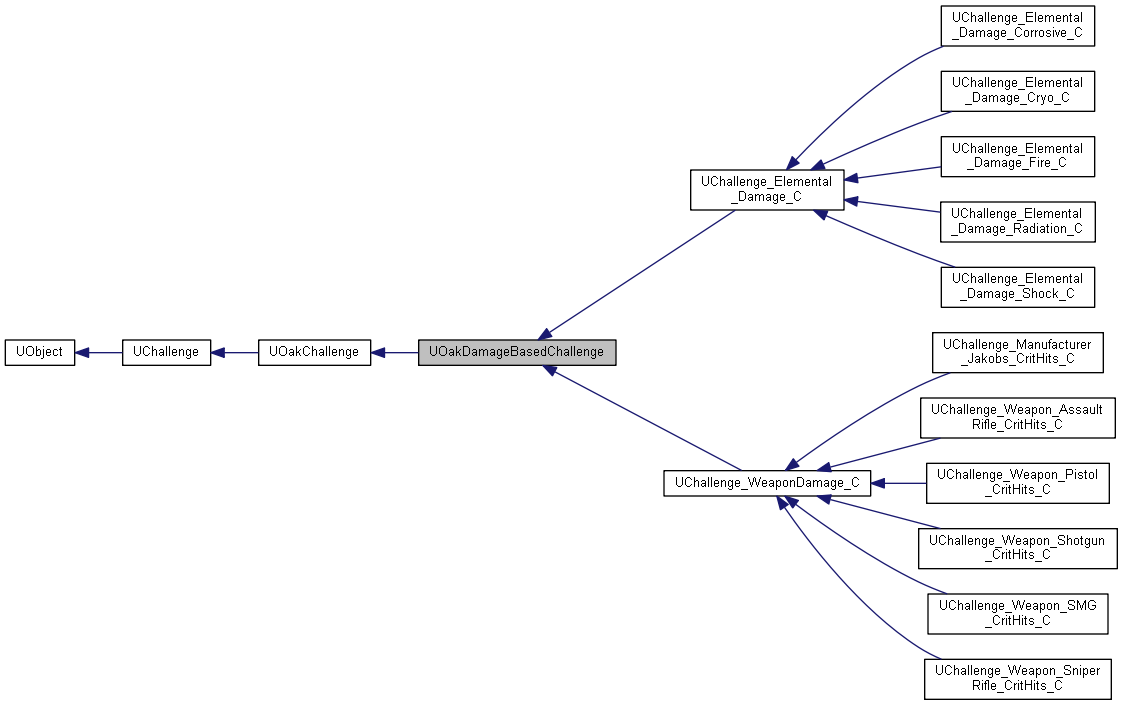 UChallenge_Elemental
_Damage_Corrosive_C
UChallenge_Elemental
_Damage_Cryo_C
UChallenge_Elemental
_Damage_Fire_C
UChallenge_Elemental
_Damage_C
UChallenge_Elemental
_Damage_Radiation_C
UChallenge_Elemental
_Damage_Shock_C
UObject
UChallenge
UOakChallenge
UOakDamageBasedChallenge
UChallenge_Manufacturer
_Jakobs_CritHits_C
UChallenge_Weapon_Assault
Rifle_CritHits_C
UChallenge_WeaponDamage_C
UChallenge_Weapon_Pistol
_CritHits_C
UChallenge_Weapon_Shotgun
_CritHits_C
UChallenge_Weapon_SMG
_CritHits_C
UChallenge_Weapon_Sniper
Rifle_CritHits_C